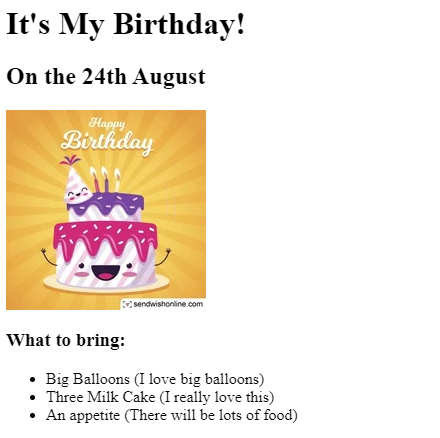 It's My Birthday!
On the 24th August
Happy
Birthday
sendwishonline.com
What to bring:
Big Balloons (I love big balloons)
Three Milk Cake (I really love this)
An appetite (There will be lots of food)